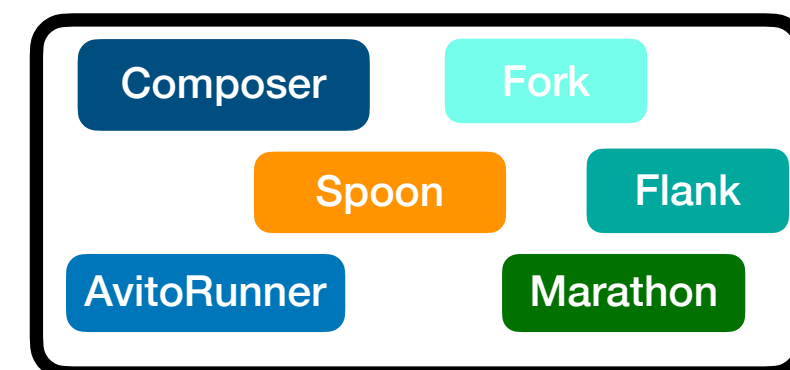 Composer
Fork
Spoon
Flank
AvitoRunner
Marathon